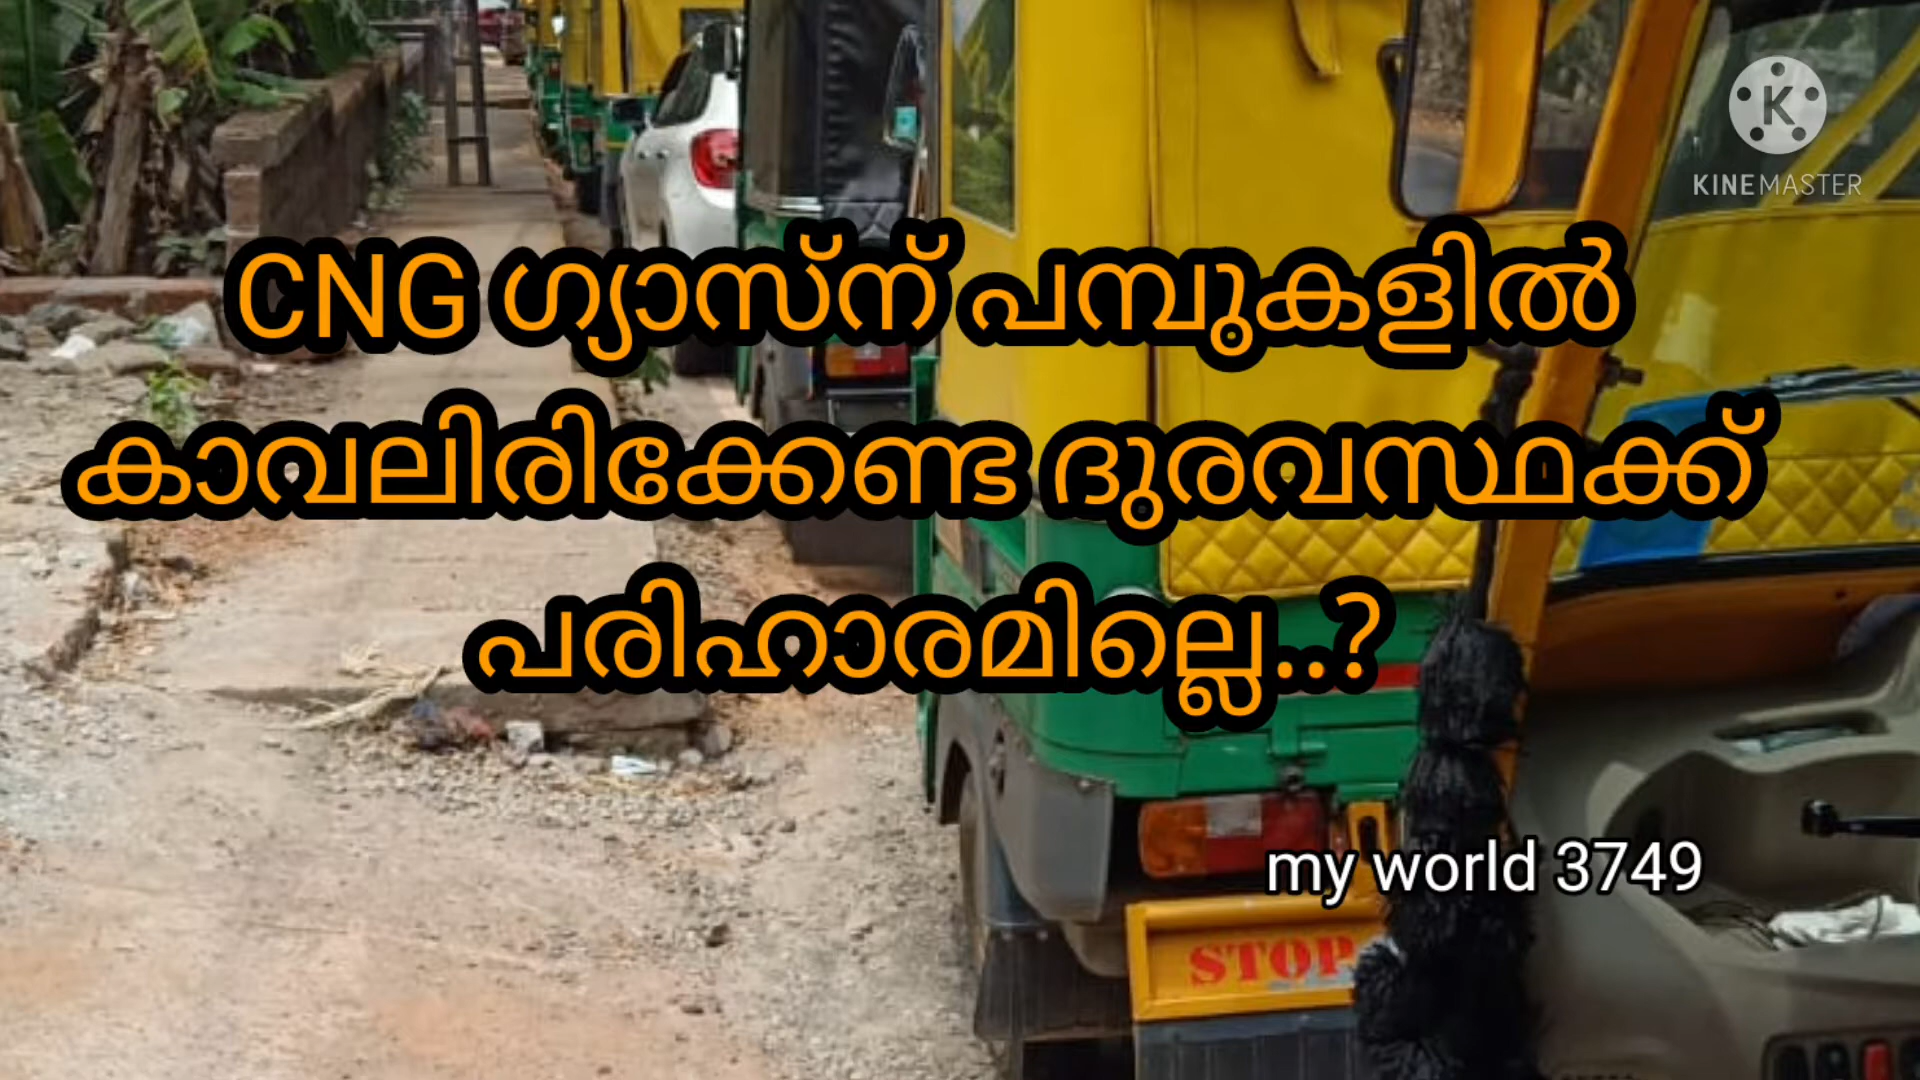 KINEMASTER
CNG ഗ്യാസ്ന് പമ്പുകളിൽ
കാവലിരിക്കേണ്ട ദുരവസ്ഥക്ക്
പരിഹാരമില്ലെ..?
my world 3749
STOP